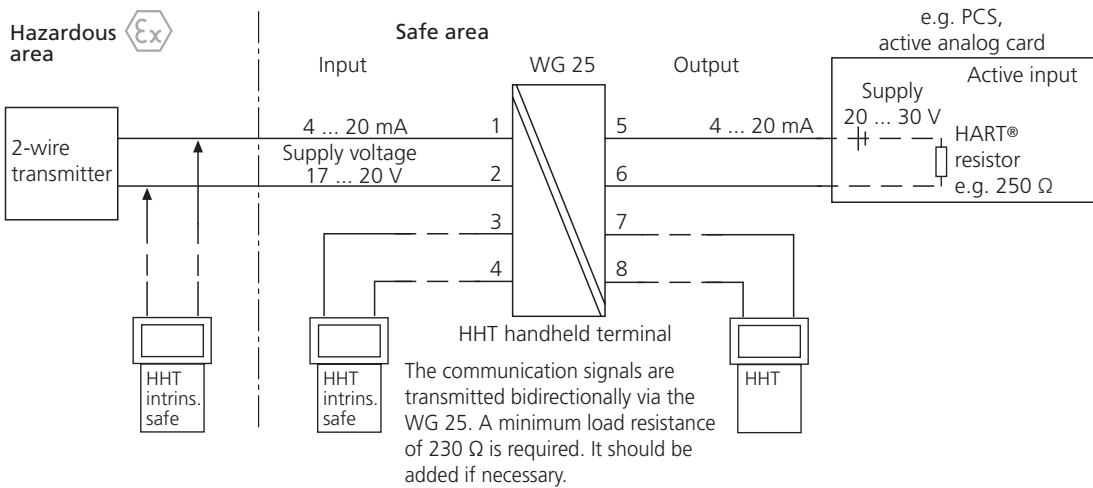 Hazardous
area
Ex
Safe area
e.g. PCS,
active analog card
Input
WG 25
Output
Active input
Supply
20 ... 30 V
HART®
resistor
e.g. 250 Ω
2-wire
transmitter
4 ... 20 mA
Supply voltage
17 ... 20 V
1
2
3
4
5
6
7
8
4 ... 20 mA
HHT
intrins.
safe
HHT
intrins.
safe
HHT handheld terminal
The communication signals are
transmitted bidirectionally via the
WG 25. A minimum load resistance
of 230 Ω is required. It should be
added if necessary.
HHT